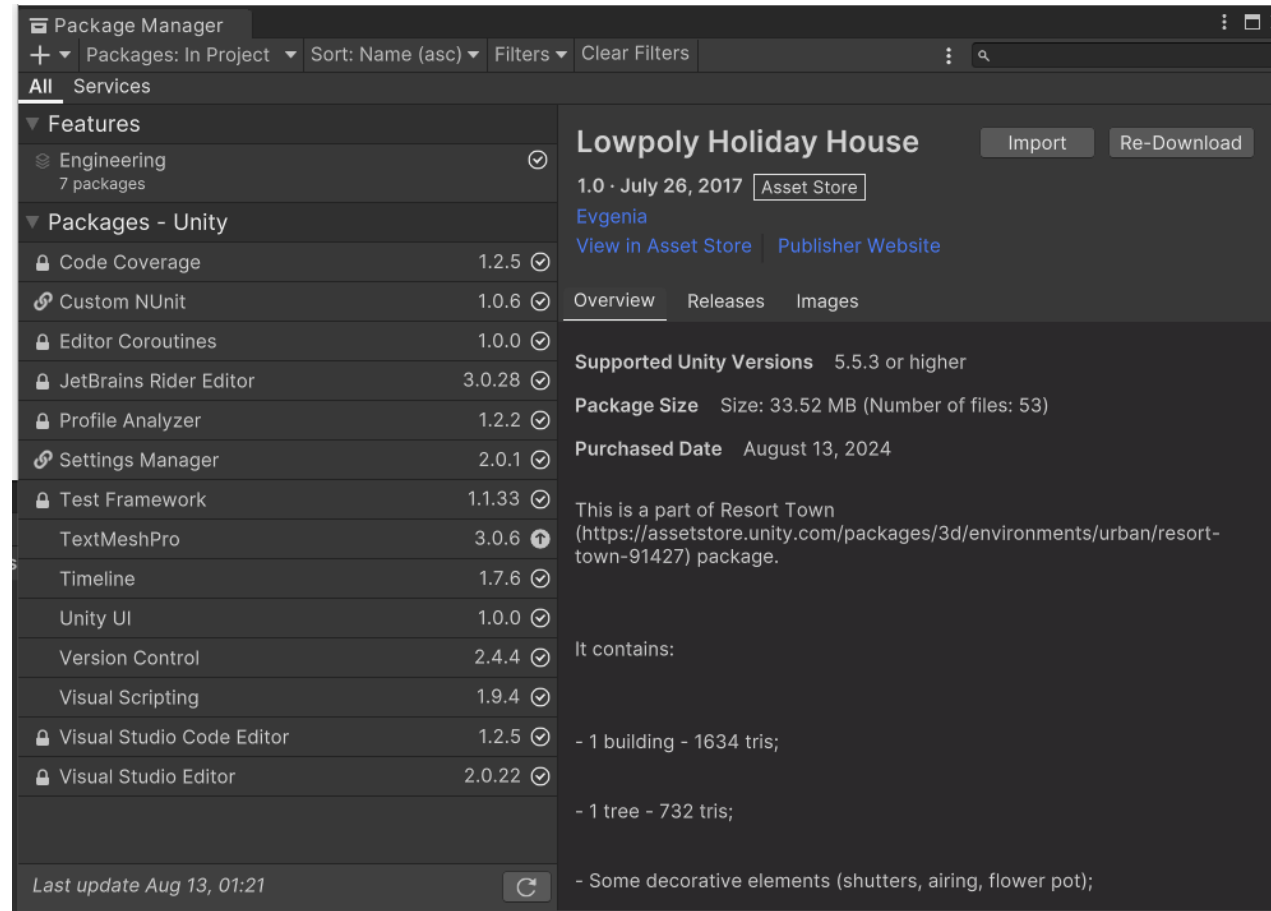 Package Manager
+ Packages: In Project Sort: Name (asc) Filters Clear Filters
All Services
Features
Engineering
7 packages
Packages - Unity
Code Coverage 1.2.5
Custom NUnit 1.0.6
Editor Coroutines 1.0.0
JetBrains Rider Editor 3.0.28
Profile Analyzer 1.2.2
Settings Manager 2.0.1
Test Framework 1.1.33
TextMeshPro 3.0.6
Timeline 1.7.6
Unity UI 1.0.0
Version Control 2.4.4
Visual Scripting 1.9.4
Visual Studio Code Editor 1.2.5
Visual Studio Editor 2.0.22
Last update Aug 13, 01:21
Lowpoly Holiday House Import Re-Download
1.0 · July 26, 2017 Asset Store
Evgenia
View in Asset Store Publisher Website
Overview Releases Images
Supported Unity Versions 5.5.3 or higher
Package Size Size: 33.52 MB (Number of files: 53)
Purchased Date August 13, 2024
This is a part of Resort Town
(https://assetstore.unity.com/packages/3d/environments/urban/resort-
town-91427) package.
It contains:
- 1 building - 1634 tris;
- 1 tree - 732 tris;
- Some decorative elements (shutters, airing, flower pot);